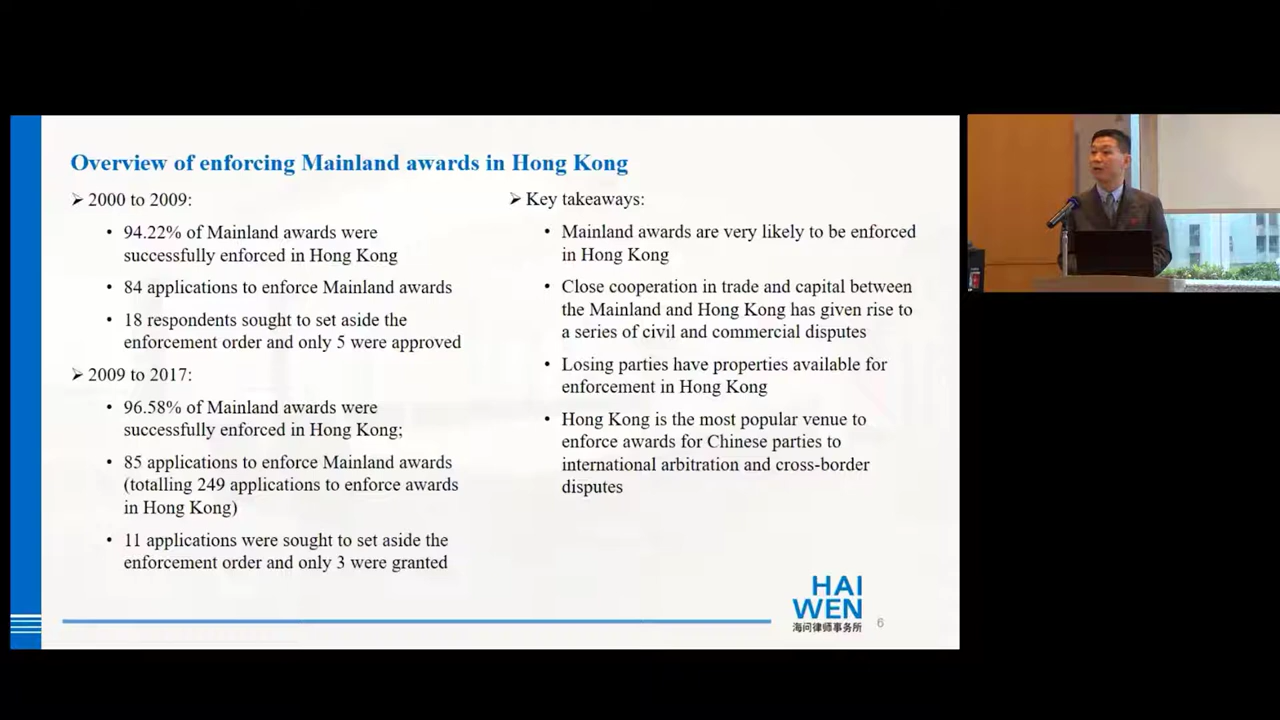 Overview of enforcing Mainland awards in Hong Kong
➢ 2000 to 2009:
• 94.22% of Mainland awards were
successfully enforced in Hong Kong
• 84 applications to enforce Mainland awards
• 18 respondents sought to set aside the
enforcement order and only 5 were approved
➢ 2009 to 2017:
• 96.58% of Mainland awards were
successfully enforced in Hong Kong;
• 85 applications to enforce Mainland awards
(totalling 249 applications to enforce awards
in Hong Kong)
• 11 applications were sought to set aside the
enforcement order and only 3 were granted
➢ Key takeaways:
• Mainland awards are very likely to be enforced
in Hong Kong
• Close cooperation in trade and capital between
the Mainland and Hong Kong has given rise to
a series of civil and commercial disputes
• Losing parties have properties available for
enforcement in Hong Kong
• Hong Kong is the most popular venue to
enforce awards for Chinese parties to
international arbitration and cross-border
disputes
HAI
WEN
海问律师事务所
6